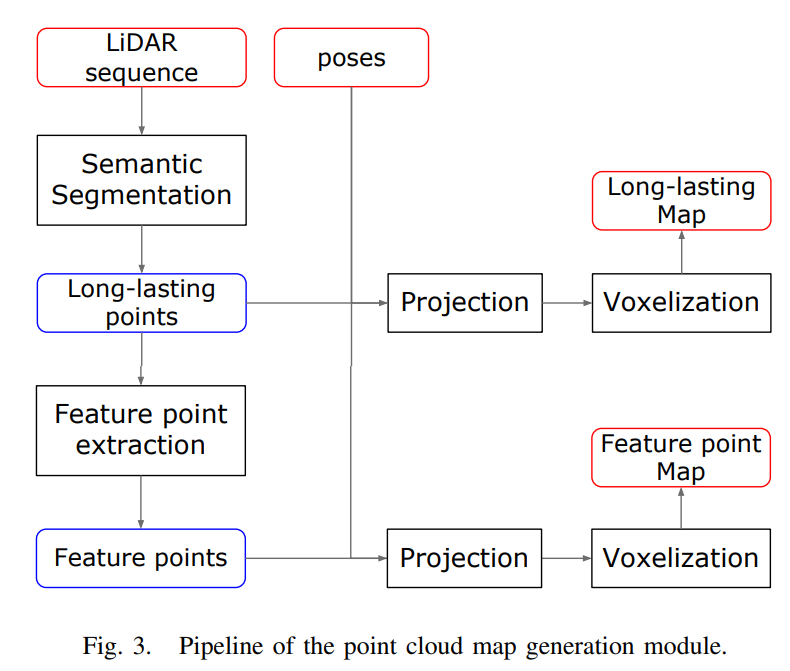 LiDAR
sequence
poses
Semantic
Segmentation
Long-lasting
Map
Long-lasting
points
Projection
Voxelization
Feature point
extraction
Feature point
Map
Feature points
Projection
Voxelization
Fig. 3. Pipeline of the point cloud map generation module.